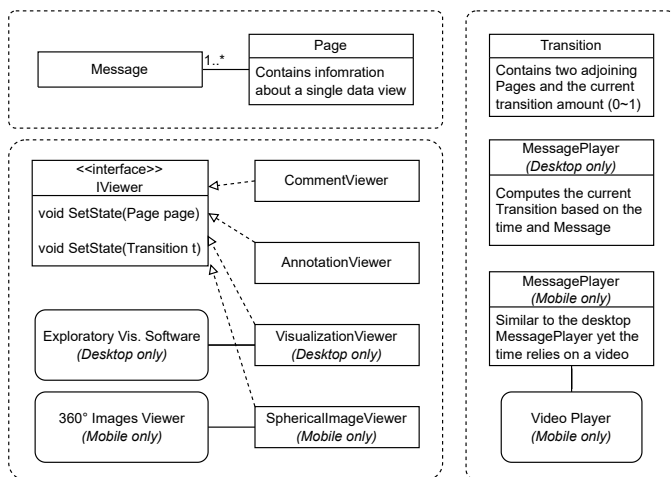 Message
1..*
Page
Contains infomration
about a single data view
<<interface>>
IViewer
void SetState(Page page)
void SetState(Transition t)
CommentViewer
AnnotationViewer
Exploratory Vis. Software
(Desktop only)
VisualizationViewer
(Desktop only)
360° Images Viewer
(Mobile only)
SphericalImageViewer
(Mobile only)
Transition
Contains two adjoining
Pages and the current
transition amount (0~1)
MessagePlayer
(Desktop only)
Computes the current
Transition based on the
time and Message
MessagePlayer
(Mobile only)
Similar to the desktop
MessagePlayer yet the
time relies on a video
Video Player
(Mobile only)